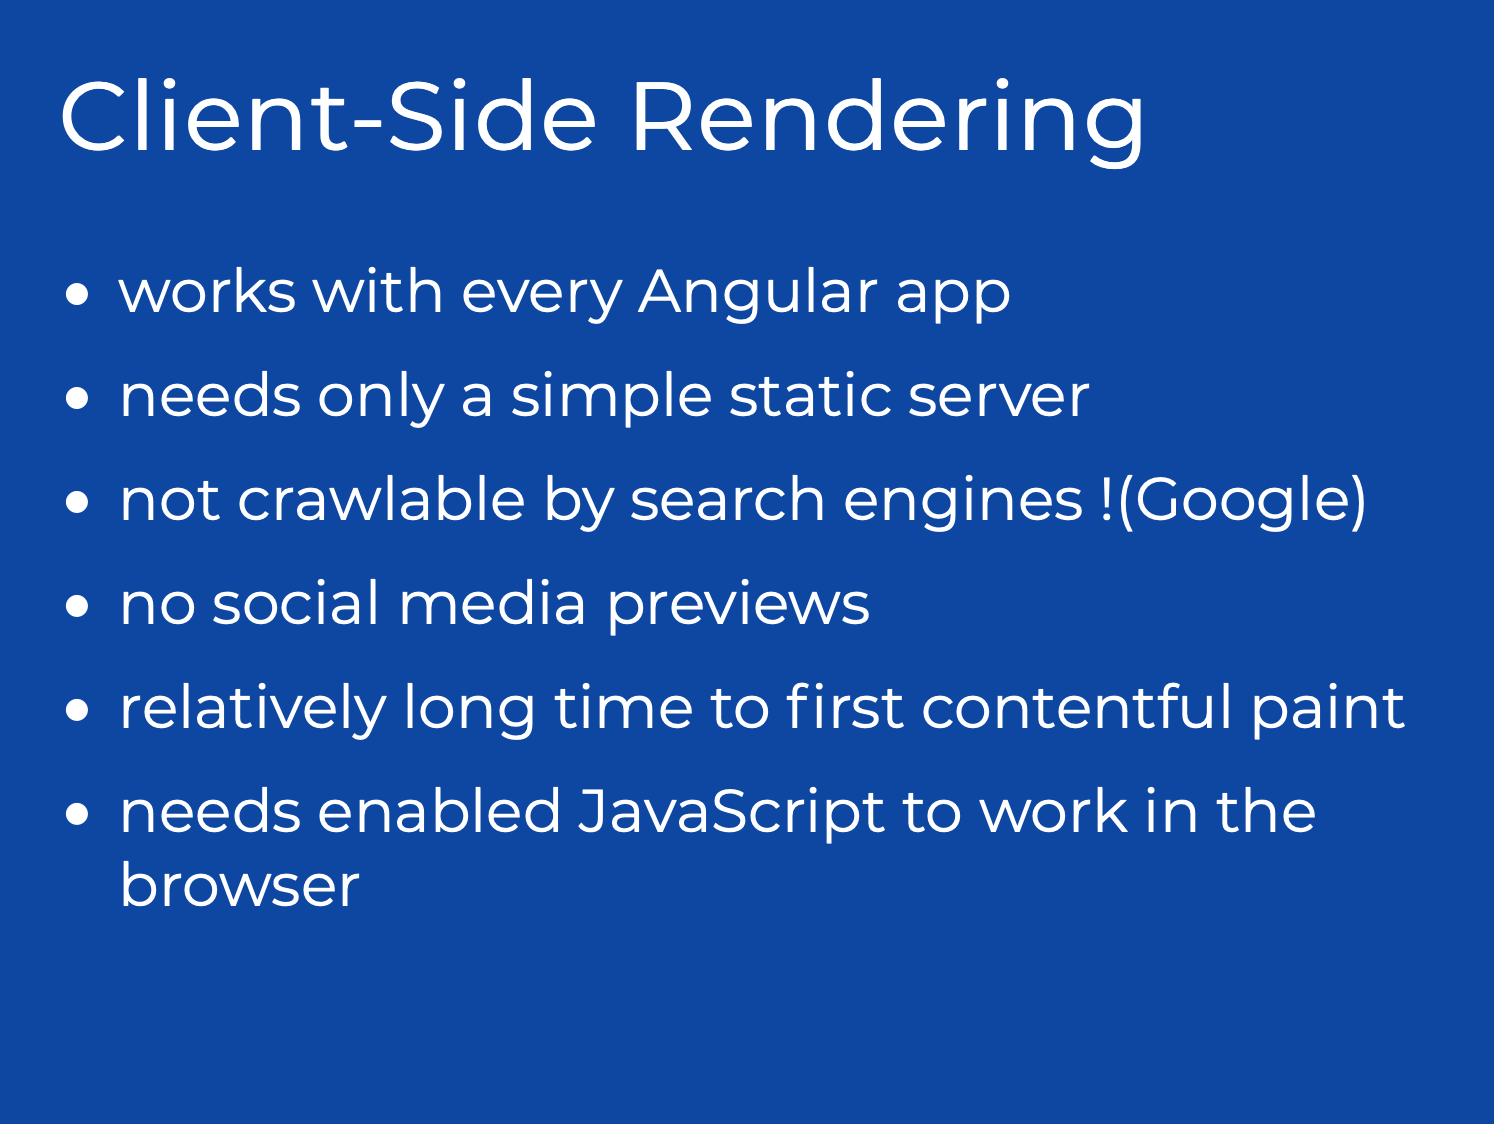 Client-Side Rendering
• works with every Angular app
• needs only a simple static server
• not crawlable by search engines !(Google)
• no social media previews
• relatively long time to first contentful paint
• needs enabled JavaScript to work in the
browser